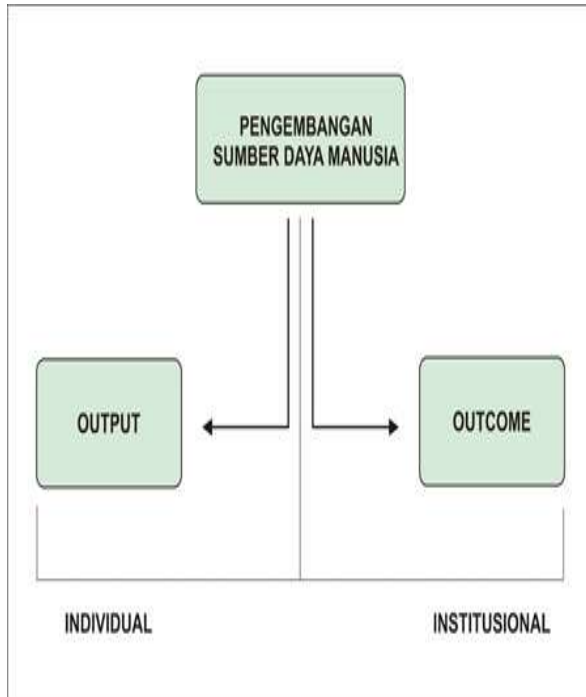 PENGEMBANGAN
SUMBER DAYA MANUSIA
OUTPUT
OUTCOME
INDIVIDUAL
INSTITUSIONAL